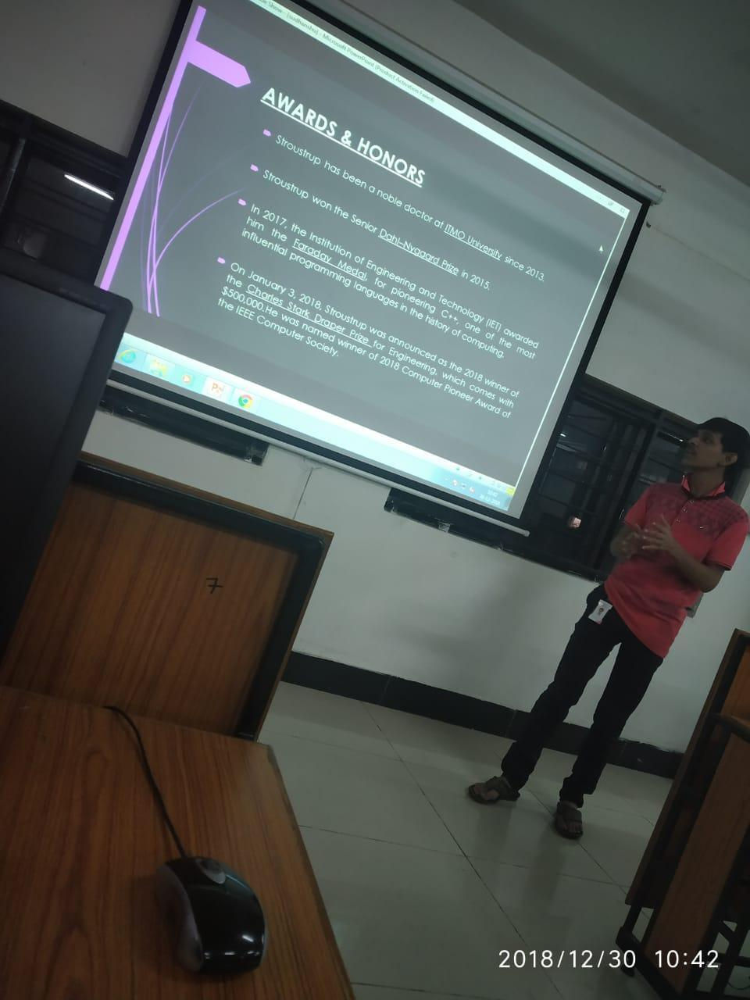 Show - [sudhanshu] - Microsoft PowerPoint (Product Activation Failed)
AWARDS & HONORS
Stroustrup has been a noble doctor at ITMO University since 2013.
Stroustrup won the Senior Dahl–Nygaard Prize in 2015.
In 2017, the Institution of Engineering and Technology (IET) awarded
him the Faraday Medal, for pioneering C++, one of the most
influential programming languages in the history of computing.
On January 3, 2018, Stroustrup was announced as the 2018 winner of
the Charles Stark Draper Prize for Engineering, which comes with
$500,000.He was named winner of 2018 Computer Pioneer Award of
the IEEE Computer Society.
10:42
7
2018/12/30 10:42